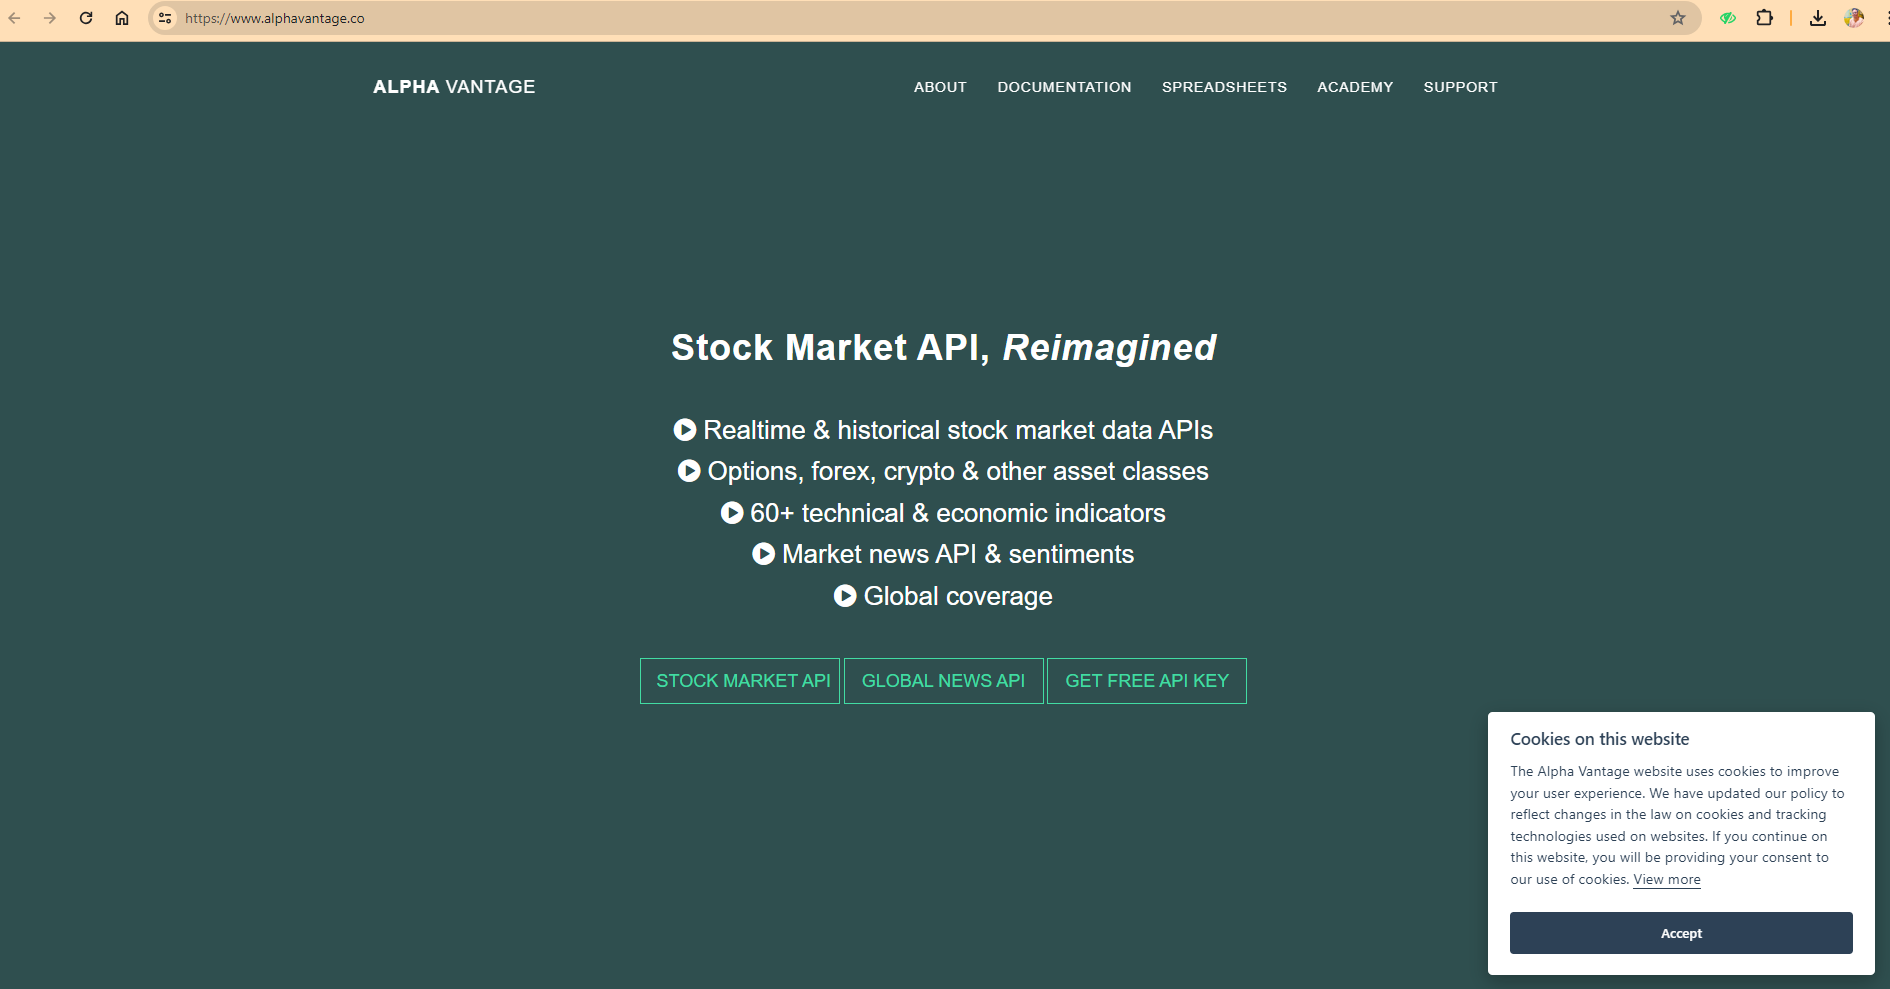 https://www.alphavantage.co
ALPHA VANTAGE
ABOUT DOCUMENTATION SPREADSHEETS ACADEMY SUPPORT
Stock Market API, Reimagined
Realtime & historical stock market data APIs
Options, forex, crypto & other asset classes
60+ technical & economic indicators
Market news API & sentiments
Global coverage
STOCK MARKET API GLOBAL NEWS API GET FREE API KEY
Cookies on this website
The Alpha Vantage website uses cookies to improve
your user experience. We have updated our policy to
reflect changes in the law on cookies and tracking
technologies used on websites. If you continue on
this website, you will be providing your consent to
our use of cookies. View more
Accept